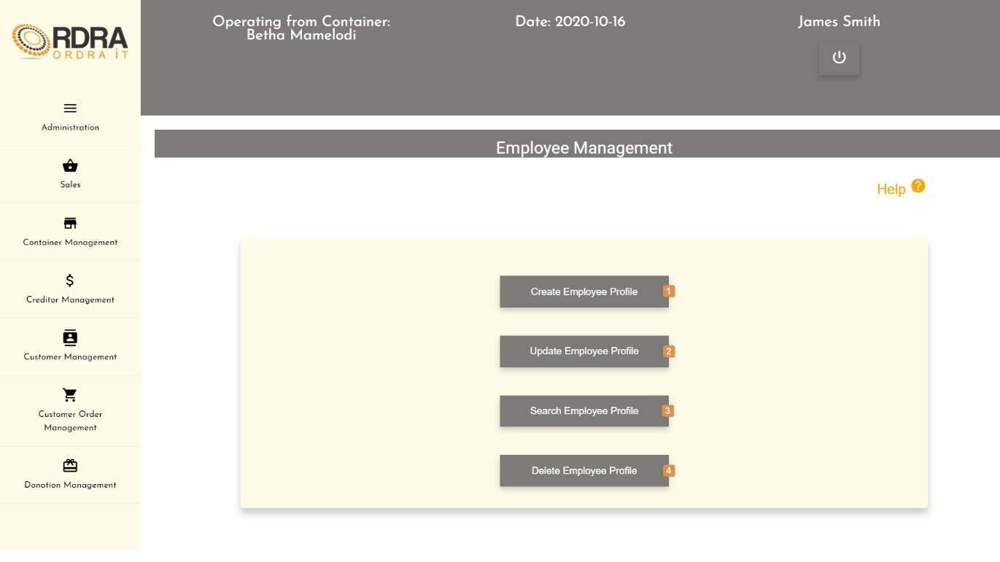 RDRA
ORDRA iT
Operating from Container:
Betha Mamelodi
Date: 2020-10-16
James Smith
Administration
Sales
Container Management
Creditor Management
Customer Management
Customer Order
Management
Donation Management
Employee Management
Help ?
Create Employee Profile 1
Update Employee Profile 2
Search Employee Profile 3
Delete Employee Profile 4